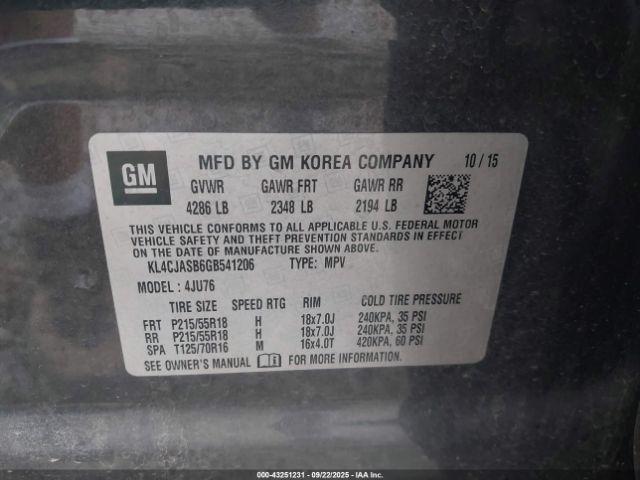 GM
MFD BY GM KOREA COMPANY 10/15
GVWR GAWR FRT GAWR RR
4286 LB 2348 LB 2194 LB
THIS VEHICLE CONFORMS TO ALL APPLICABLE U.S. FEDERAL MOTOR
VEHICLE SAFETY AND THEFT PREVENTION STANDARDS IN EFFECT
ON THE DATE OF MANUFACTURE SHOWN ABOVE.
KL4CJASB6GB541206 TYPE: MPV
MODEL: 4JU76
TIRE SIZE SPEED RTG RIM COLD TIRE PRESSURE
FRT P215/55R18 H 18x7.0J 240KPA, 35 PSI
RR P215/55R18 H 18x7.0J 240KPA, 35 PSI
SPA T125/70R16 M 16x4.0T 420KPA, 60 PSI
SEE OWNER'S MANUAL FOR MORE INFORMATION.
000-43251231 - 09/22/2025 - IAAI.COM